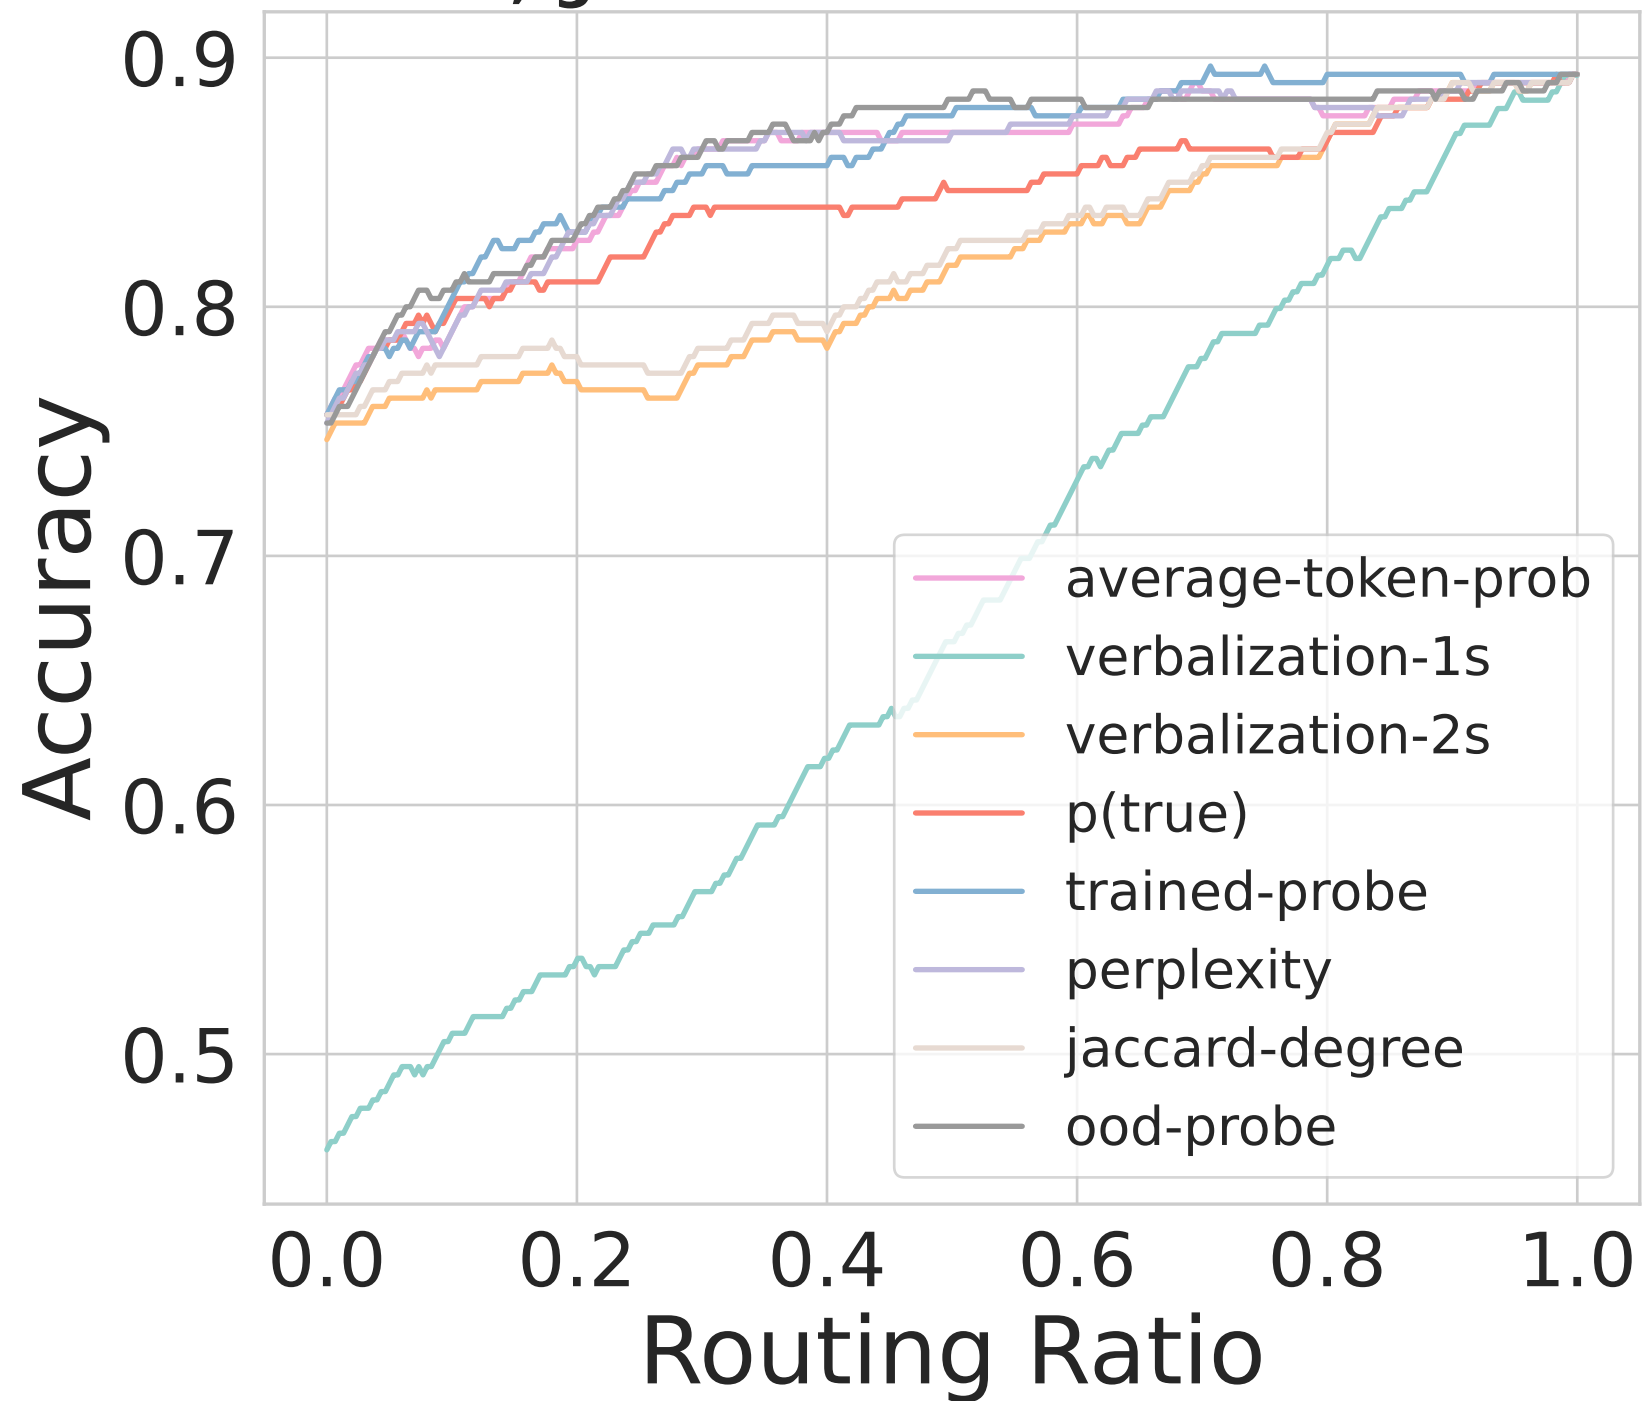 0.9
0.8
0.7
0.6
0.5
Accuracy
average-token-prob
verbalization-1s
verbalization-2s
p(true)
trained-probe
perplexity
jaccard-degree
ood-probe
0.0 0.2 0.4 0.6 0.8 1.0
Routing Ratio